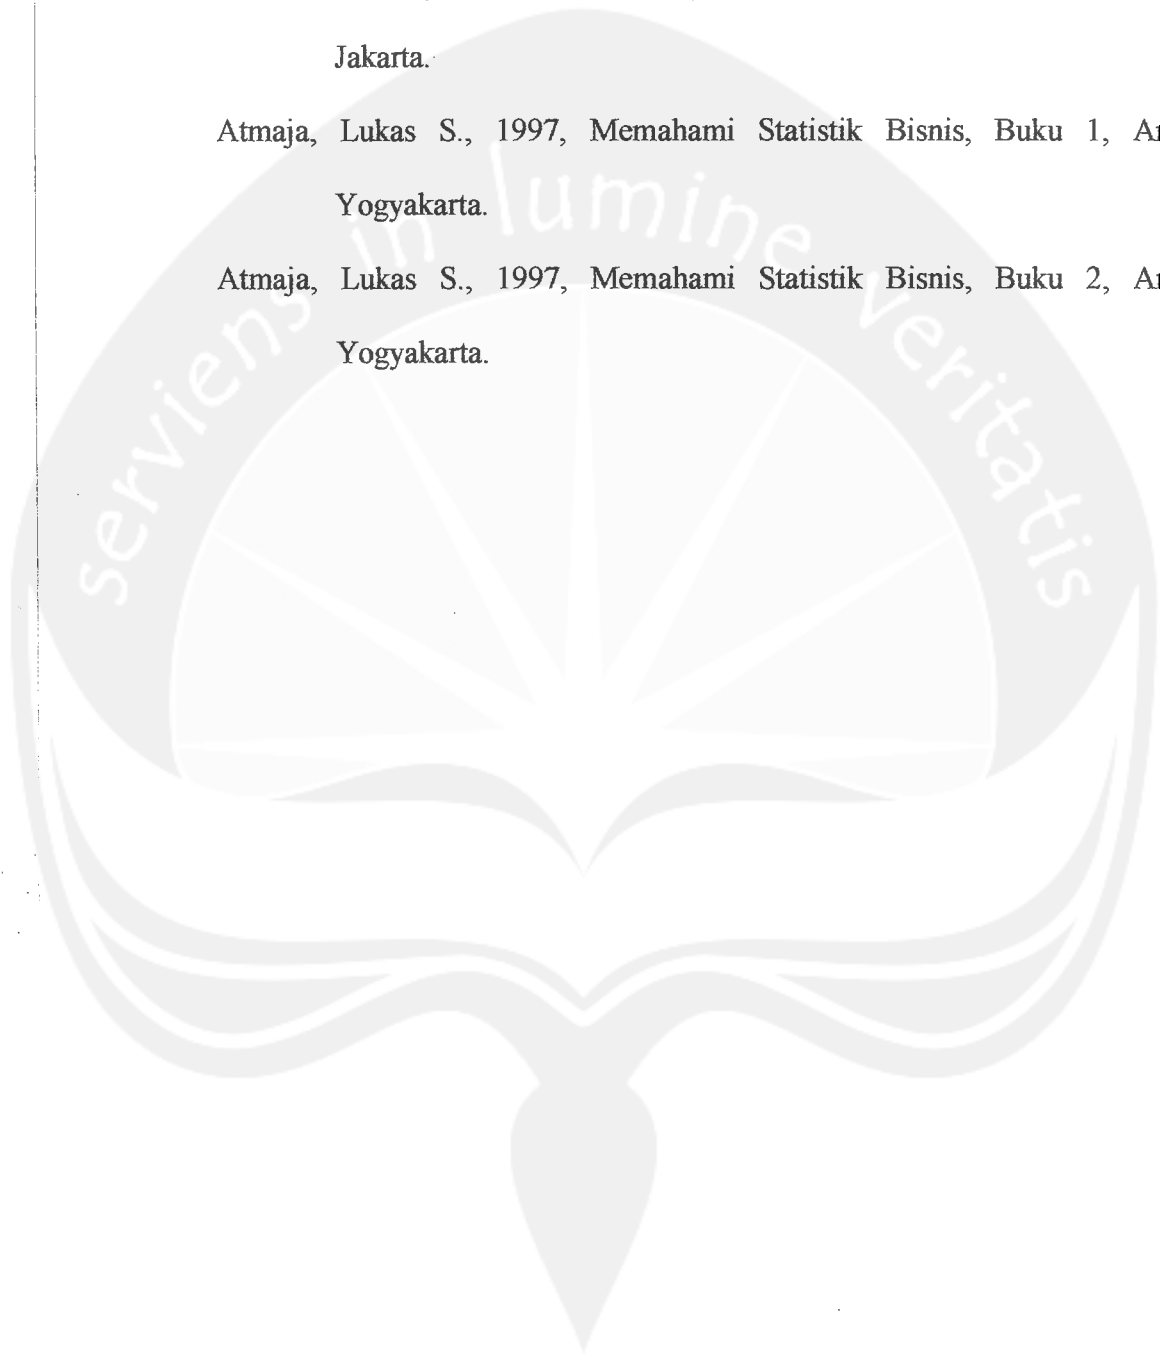 Jakarta.
Atmaja, Lukas S., 1997, Memahami Statistik Bisnis, Buku 1,
Yogyakarta.
Atmaja, Lukas S., 1997, Memahami Statistik Bisnis, Buku 2,
Yogyakarta.
serviens in lumine veritatis